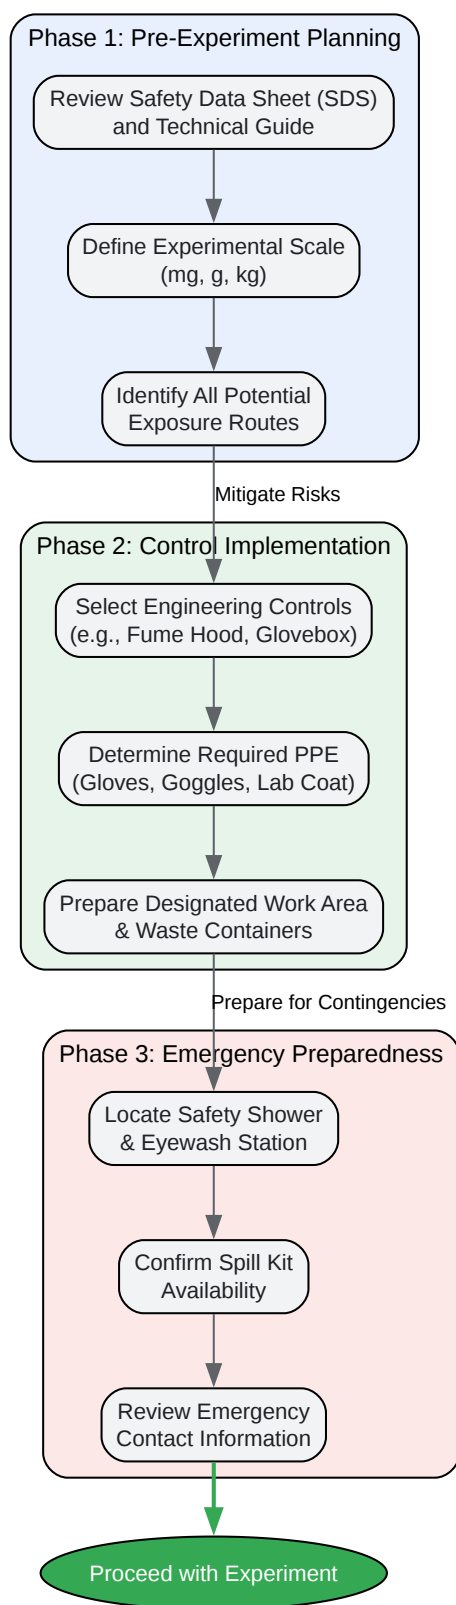 Phase 1: Pre-Experiment Planning
Review Safety Data Sheet (SDS)
and Technical Guide
Define Experimental Scale
(mg, g, kg)
Identify All Potential
Exposure Routes
Mitigate Risks
Phase 2: Control Implementation
Select Engineering Controls
(e.g., Fume Hood, Glovebox)
Determine Required PPE
(Gloves, Goggles, Lab Coat)
Prepare Designated Work Area
& Waste Containers
Prepare for Contingencies
Phase 3: Emergency Preparedness
Locate Safety Shower
& Eyewash Station
Confirm Spill Kit
Availability
Review Emergency
Contact Information
Proceed with Experiment